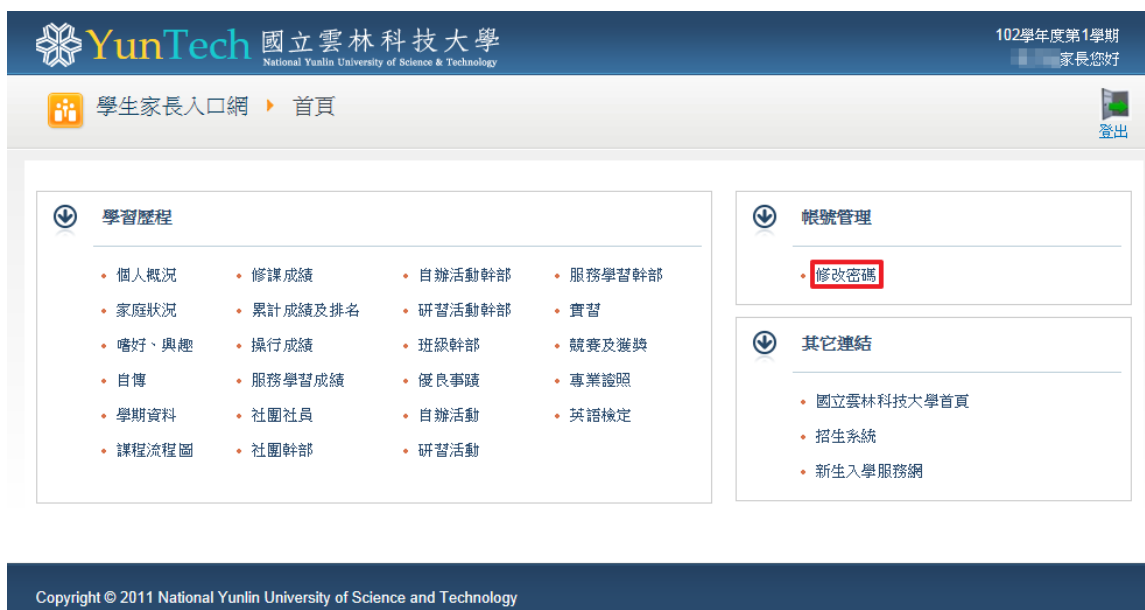 YunTech 國立雲林科技大學
National Yunlin University of Science & Technology
102學年度第1學期
家長您好
學生家長入口網 首頁
登出
學習歷程
個人概況 修課成績 自辦活動幹部 服務學習幹部
家庭狀況 累計成績及排名 研習活動幹部 實習
嗜好、興趣 操行成績 班級幹部 競賽及獲獎
自傳 服務學習成績 優良事蹟 專業證照
學期資料 社團社員 自辦活動 英語檢定
課程流程圖 社團幹部 研習活動
帳號管理
修改密碼
其它連結
國立雲林科技大學首頁
招生系統
新生入學服務網
Copyright © 2011 National Yunlin University of Science and Technology